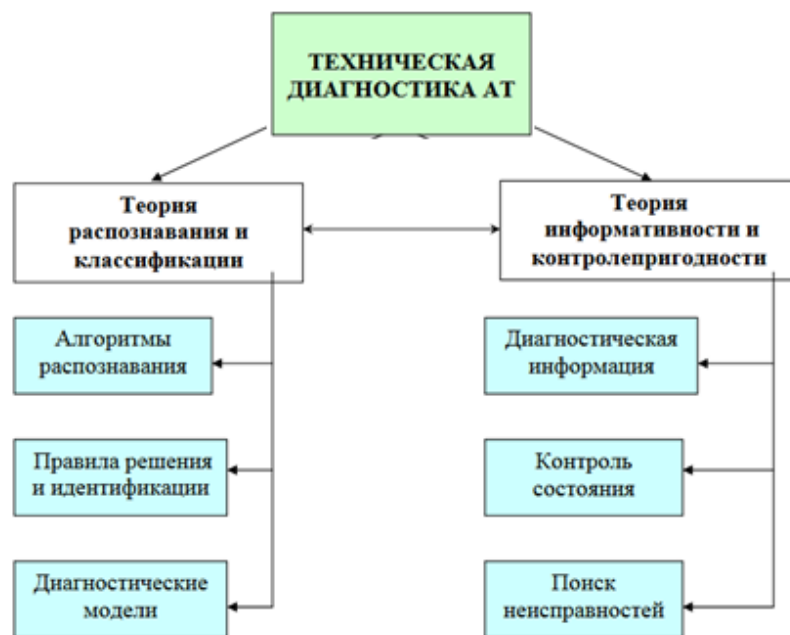 ТЕХНИЧЕСКАЯ
ДИАГНОСТИКА АТ
Теория
распознавания и
классификации
Теория
информативности и
контролепригодности
Алгоритмы
распознавания
Диагностическая
информация
Правила решения
и идентификации
Контроль
состояния
Диагностические
модели
Поиск
неисправностей